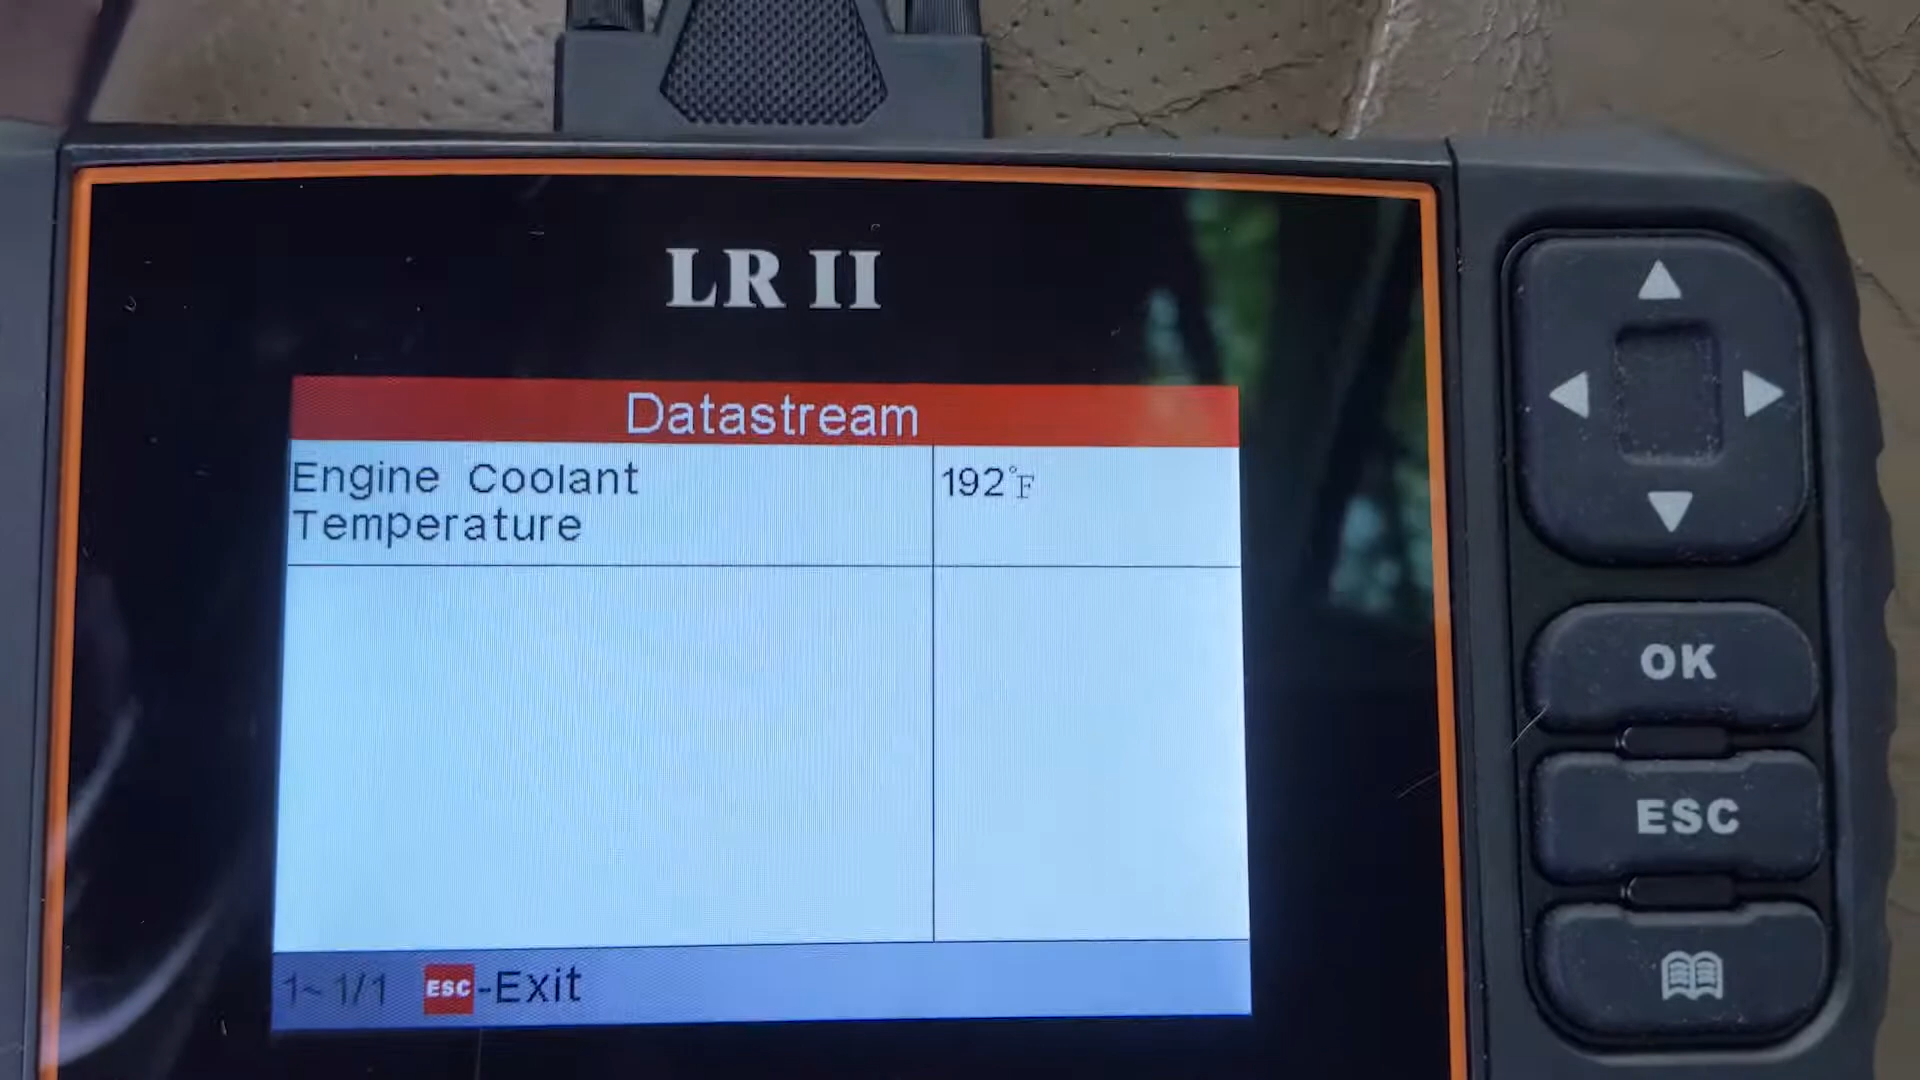 LR II
Datastream
Engine Coolant Temperature 192°F
1~1/1 ESC-Exit
OK
ESC